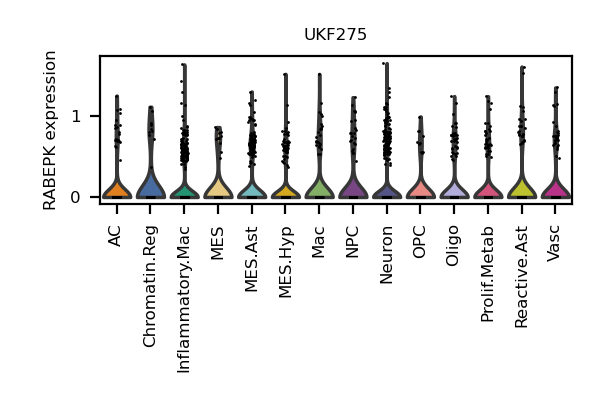 UKF275
RABEPK expression
1
0
AC
Chromatin.Reg
Inflammatory.Mac
MES
MES.Ast
MES.Hyp
Mac
NPC
Neuron
OPC
Oligo
Prolif.Metab
Reactive.Ast
Vasc